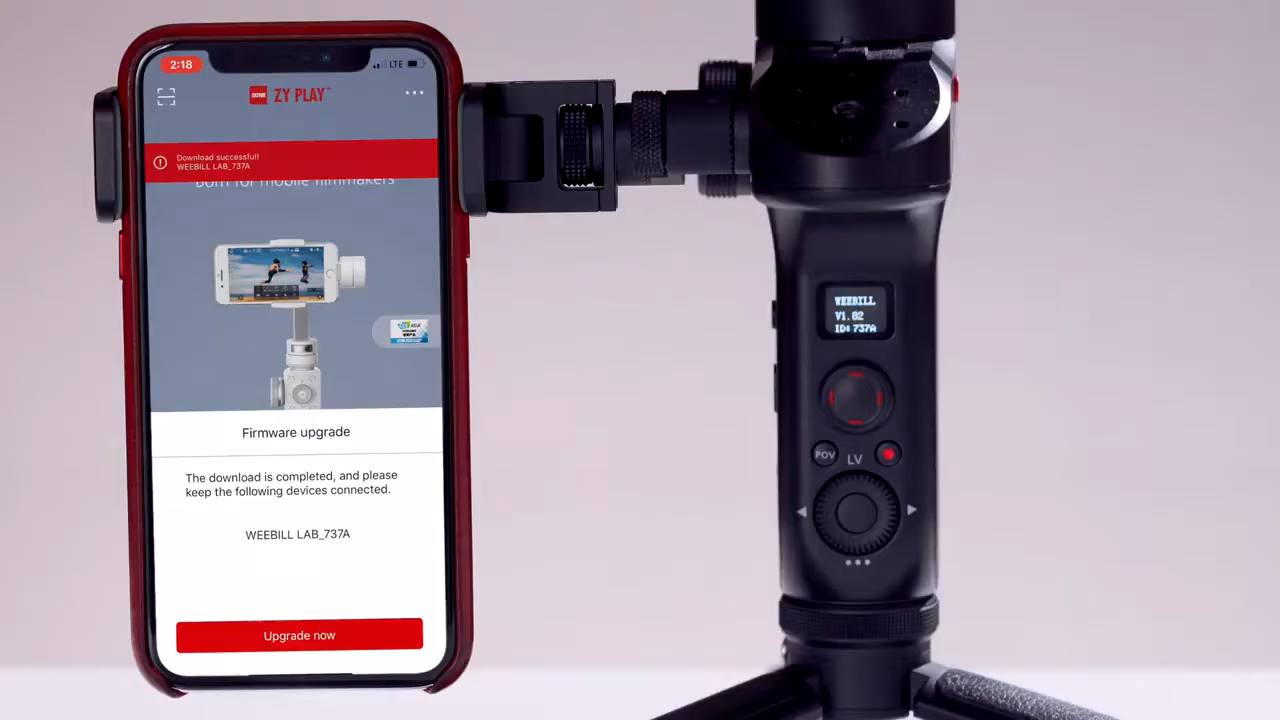 2:18
LTE
ZY PLAY+
Download successful!
WEEBILL LAB_737A
Born for mobile filmmakers
Firmware upgrade
The download is completed, and please
keep the following devices connected.
WEEBILL LAB_737A
Upgrade now
WEEBILL
V1.82
ID: 737A
POV
LV